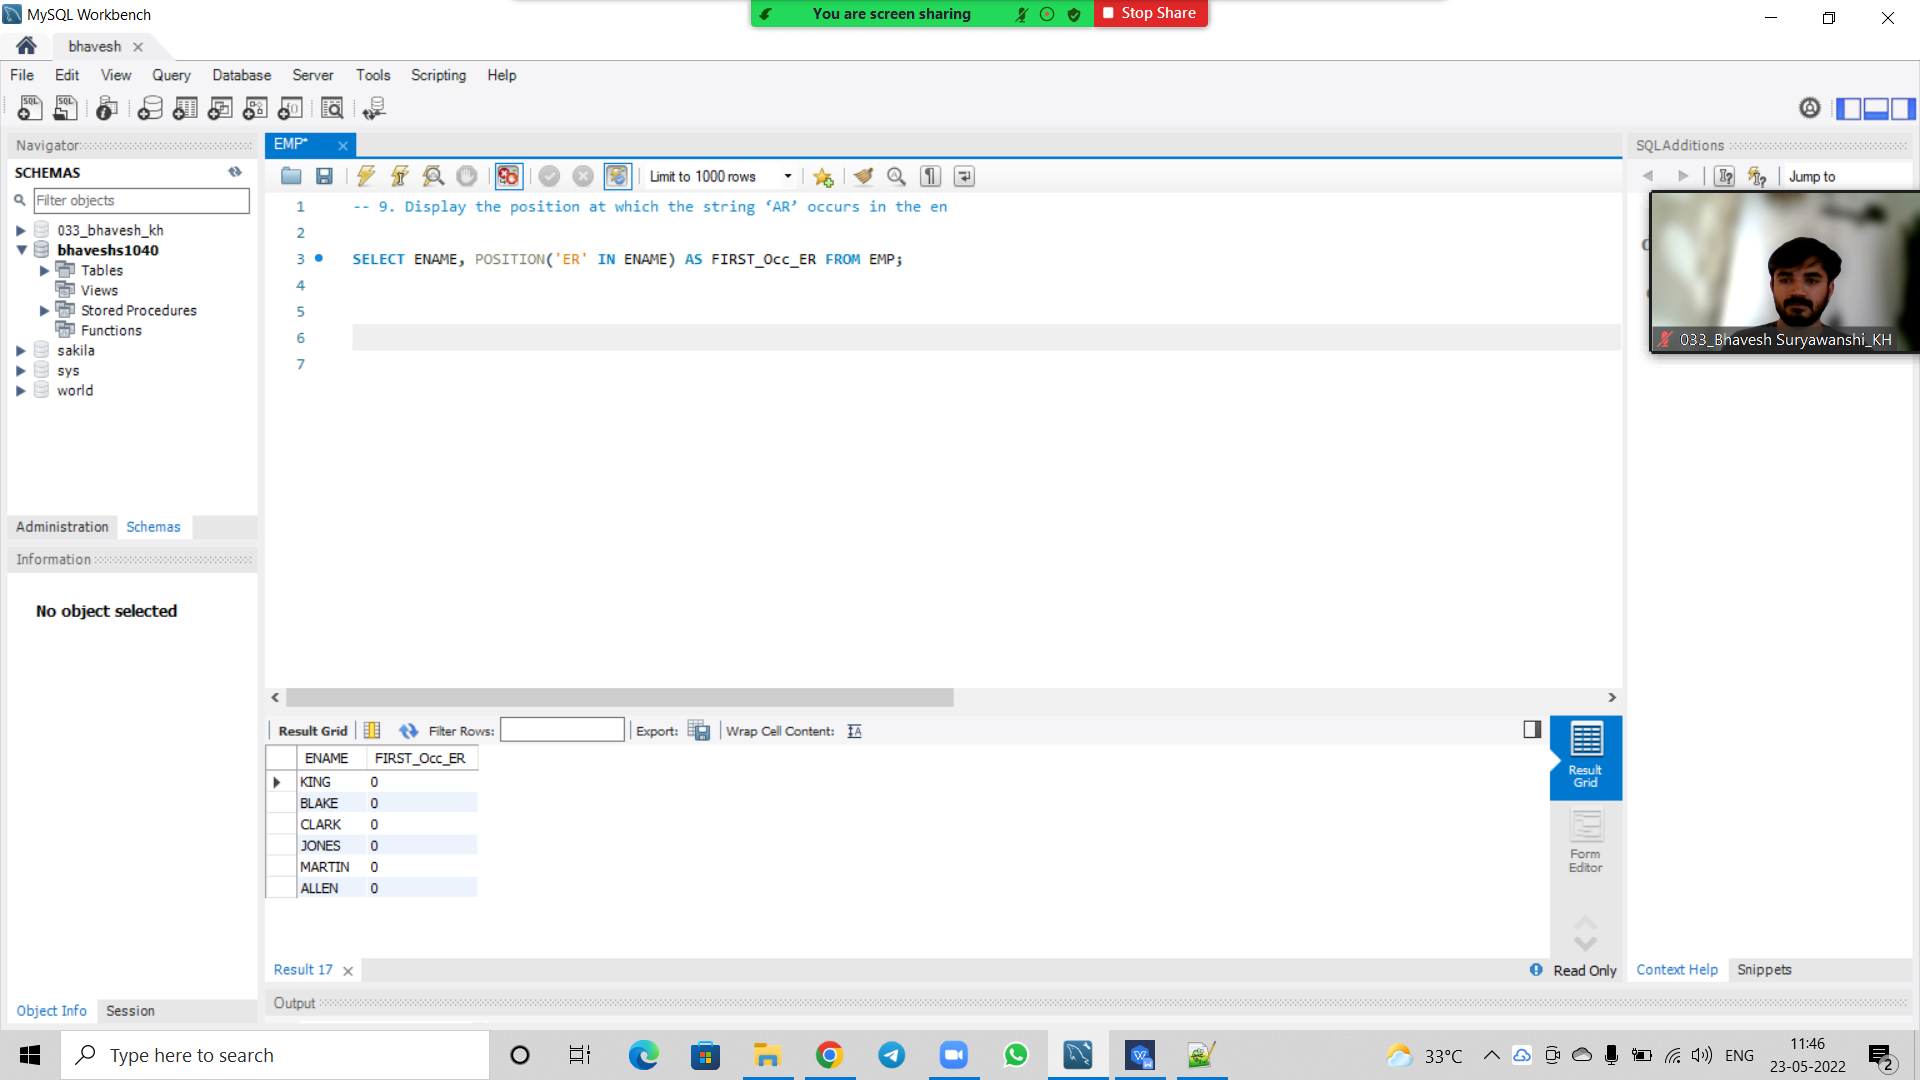 MySQL Workbench
You are screen sharing
Stop Share
bhavesh
File Edit View Query Database Server Tools Scripting Help
Navigator
SCHEMAS
Filter objects
033_bhavesh_kh
bhaveshs1040
Tables
Views
Stored Procedures
Functions
sakila
sys
world
Administration Schemas
Information
No object selected
Object Info Session
EMP*
Limit to 1000 rows
1 -- 9. Display the position at which the string ‘AR’ occurs in the en
2
3 SELECT ENAME, POSITION('ER' IN ENAME) AS FIRST_Occ_ER FROM EMP;
4
5
6
7
Result Grid Filter Rows: Export: Wrap Cell Content:
ENAME FIRST_Occ_ER
KING 0
BLAKE 0
CLARK 0
JONES 0
MARTIN 0
ALLEN 0
Result Grid
Form Editor
Result 17
Read Only
Output
SQLAdditions
Jump to
033_Bhavesh Suryawanshi_KH
Context Help Snippets
Type here to search
33°C
ENG
11:46
23-05-2022
2